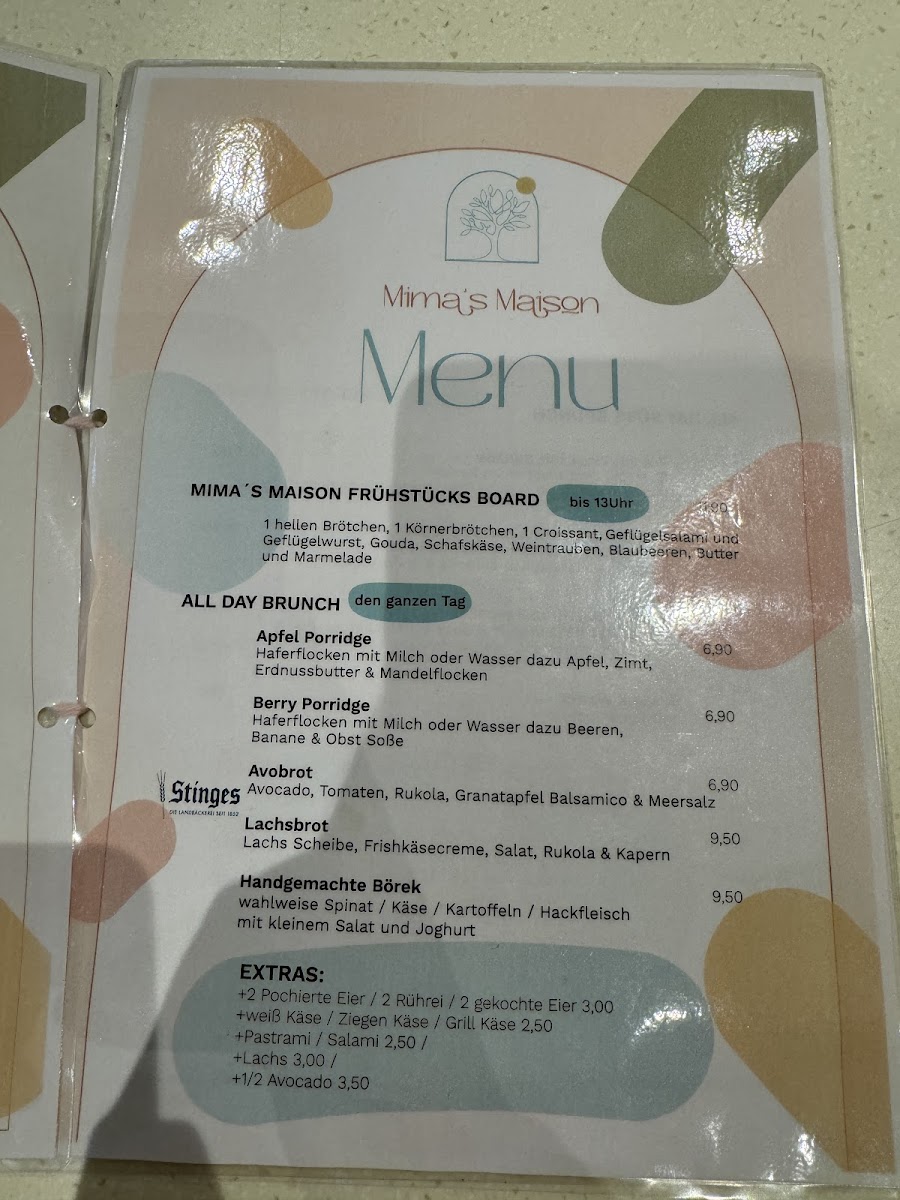 Mima's Maison
Menu
MIMA´S MAISON FRÜHSTÜCKS BOARD bis 13Uhr
1 hellen Brötchen, 1 Körnerbrötchen, 1 Croissant, Geflügelsalami und
Geflügelwurst, Gouda, Schafskäse, Weintrauben, Blaubeeren, Butter
und Marmelade
ALL DAY BRUNCH den ganzen Tag
Apfel Porridge
Haferflocken mit Milch oder Wasser dazu Apfel, Zimt, 6,90
Erdnussbutter & Mandelflocken
Berry Porridge
Haferflocken mit Milch oder Wasser dazu Beeren, 6,90
Banane & Obst Soße
Avobrot 6,90
Avocado, Tomaten, Rukola, Granatapfel Balsamico & Meersalz
Stinges
DIE LANDBÄCKEREI SEIT 1832
Lachsbrot 9,50
Lachs Scheibe, Frishkäsecreme, Salat, Rukola & Kapern
Handgemachte Börek 9,50
wahlweise Spinat / Käse / Kartoffeln / Hackfleisch
mit kleinem Salat und Joghurt
EXTRAS:
+2 Pochierte Eier / 2 Rührei / 2 gekochte Eier 3,00
+weiß Käse / Ziegen Käse / Grill Käse 2,50
+Pastrami / Salami 2,50 /
+Lachs 3,00 /
+1/2 Avocado 3,50